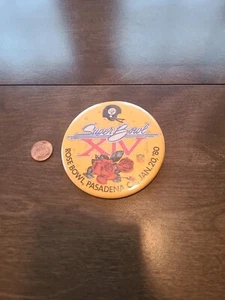 Super Bowl
XIV
ROSE BOWL, PASADENA CA. JAN. 20, '80